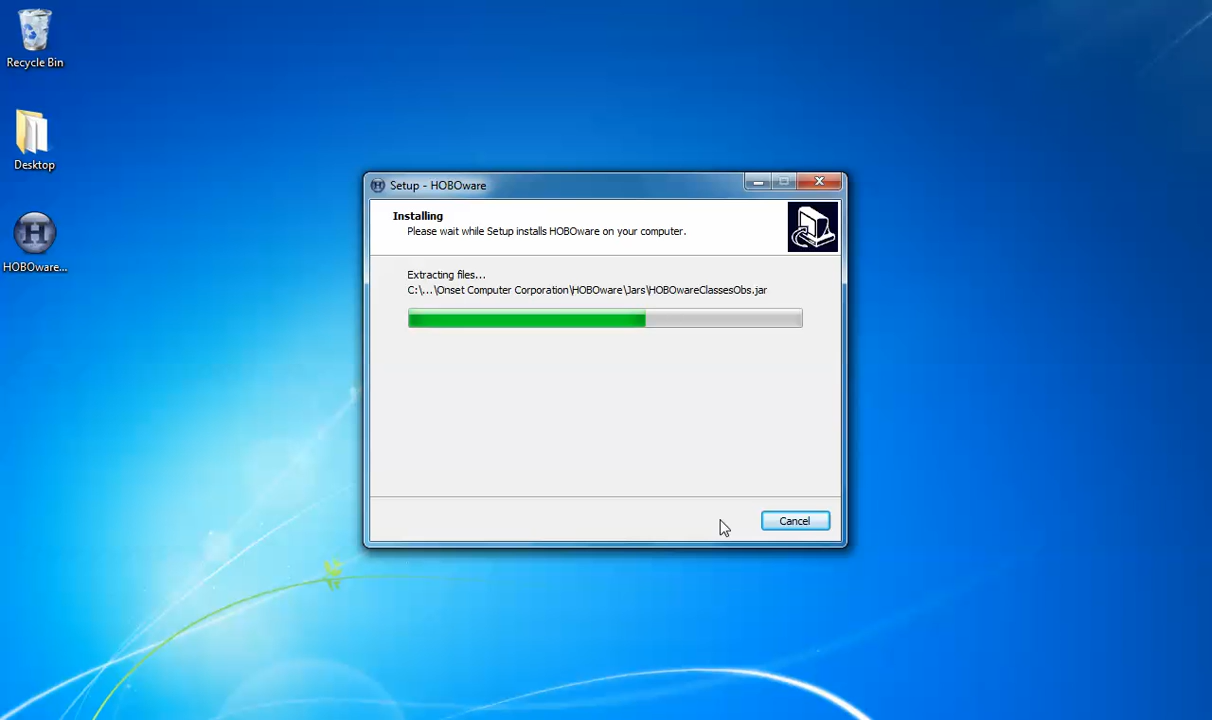 Recycle Bin
Desktop
HOBOware...
Setup - HOBOware
Installing
Please wait while Setup installs HOBOware on your computer.
Extracting files...
C:\...\Onset Computer Corporation\HOBOware\Jars\HOBOwareClassesObs.jar
Cancel